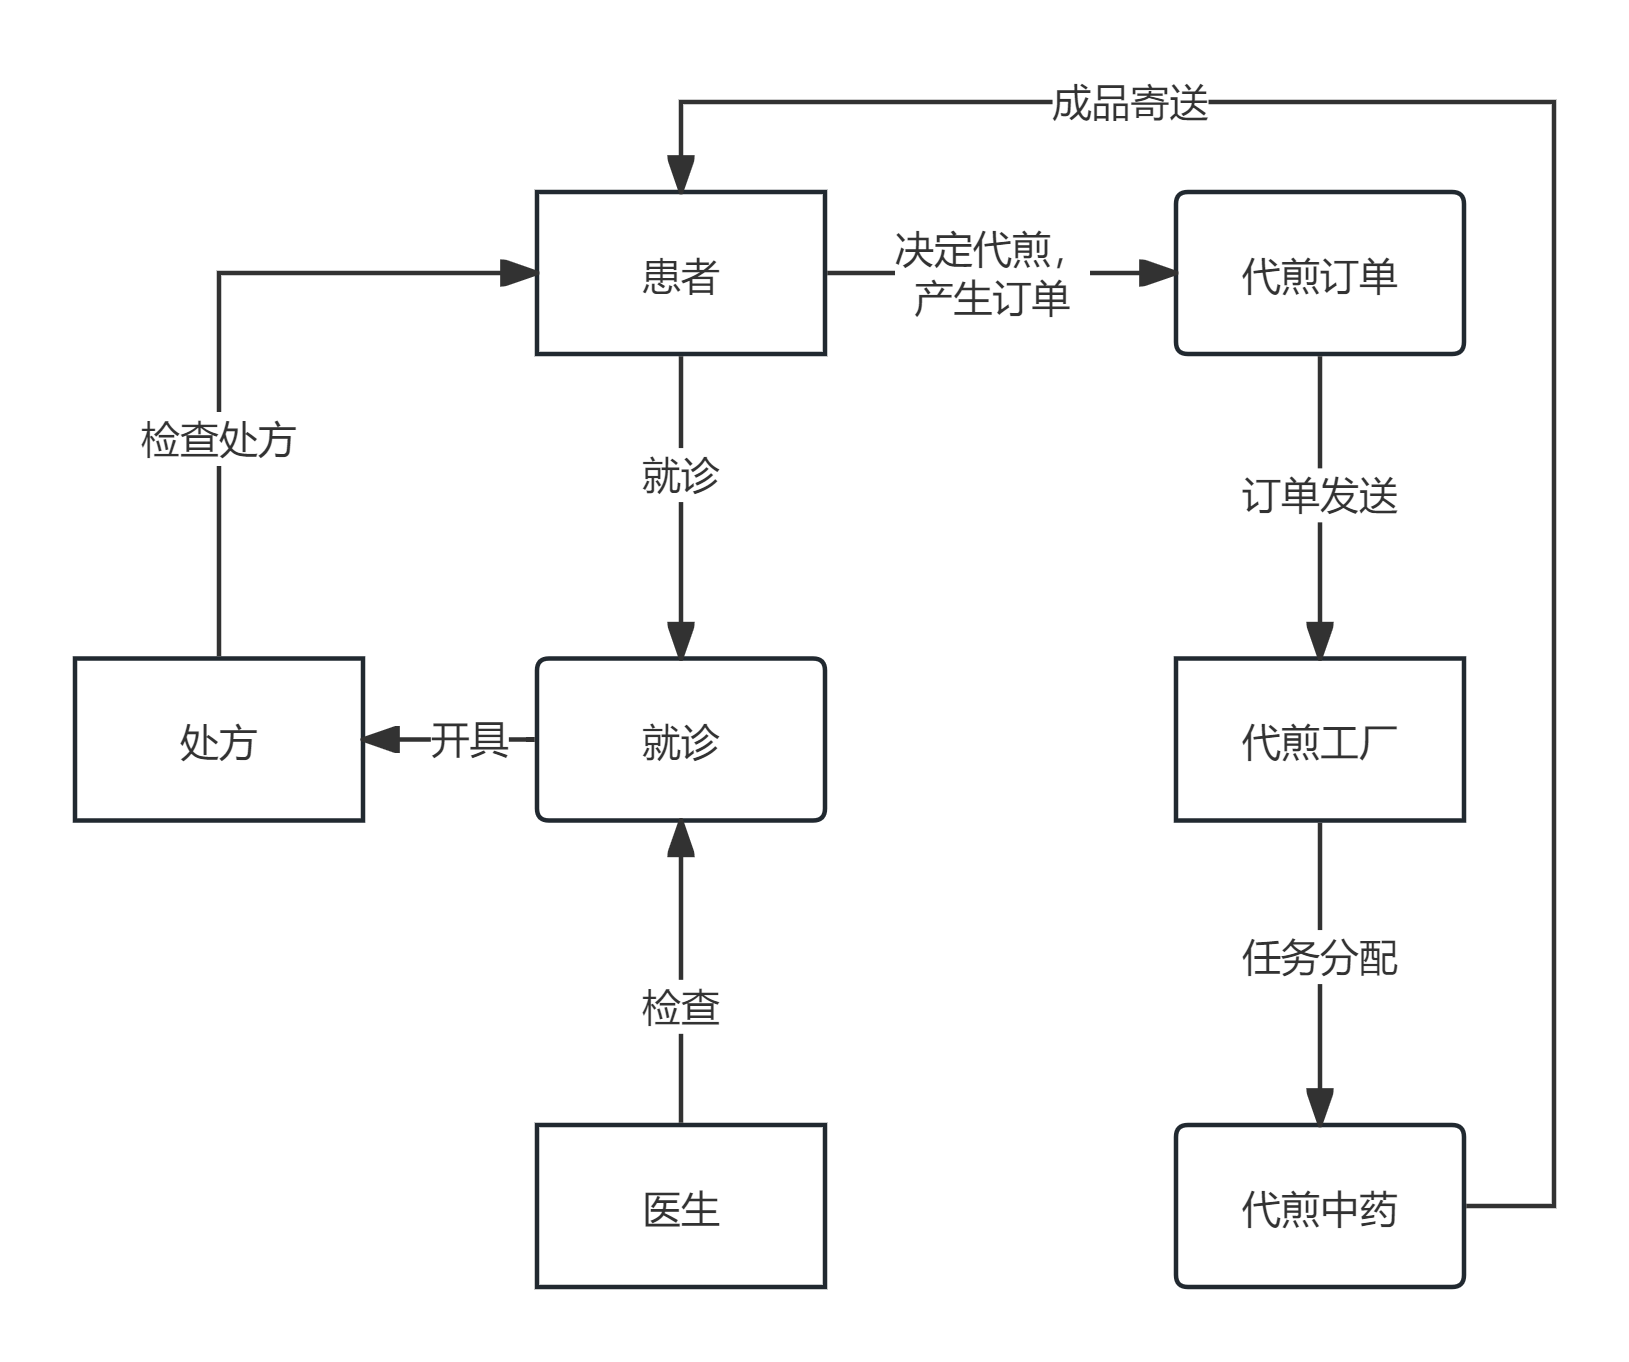 成品寄送
患者
决定代煎，
产生订单
代煎订单
检查处方
就诊
订单发送
处方
开具
就诊
代煎工厂
任务分配
检查
医生
代煎中药